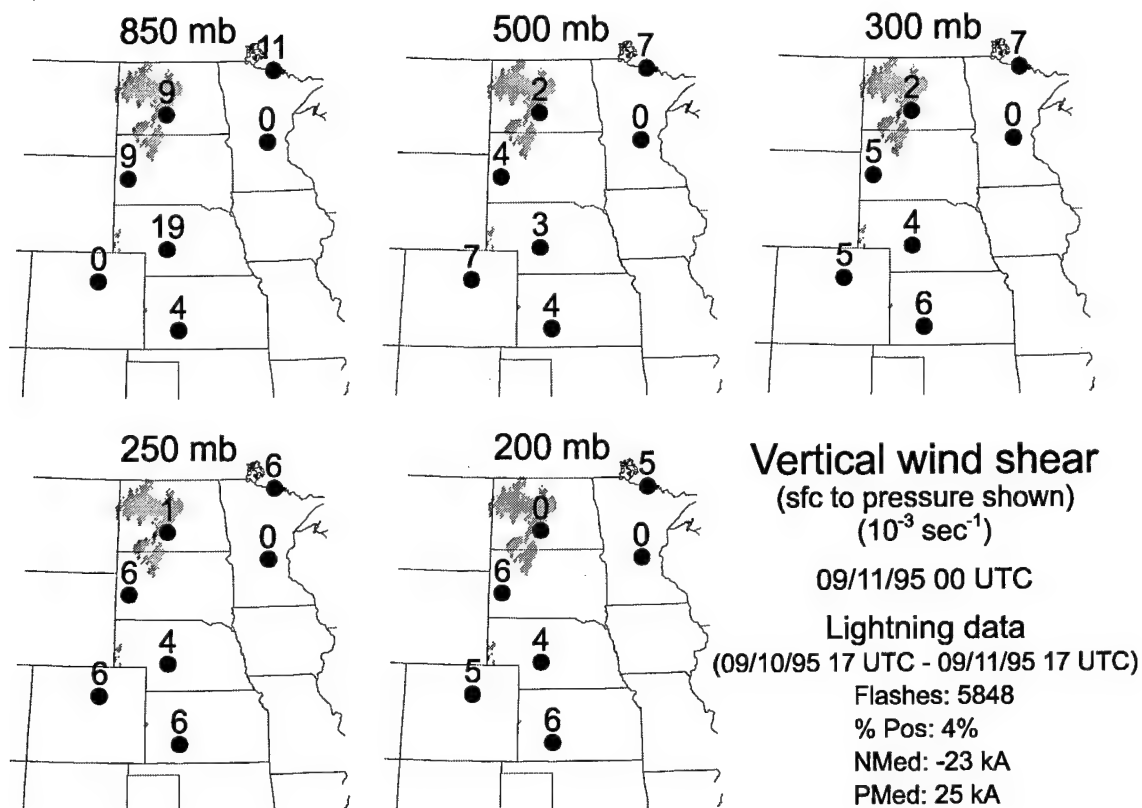 850 mb
11
9
0
9
19
0
4
500 mb
7
2
0
4
3
7
4
300 mb
7
2
0
5
4
5
6
250 mb
6
1
0
6
4
6
6
200 mb
5
0
0
6
4
5
6
Vertical wind shear
(sfc to pressure shown)
(10⁻³ sec⁻¹)
09/11/95 00 UTC
Lightning data
(09/10/95 17 UTC - 09/11/95 17 UTC)
Flashes: 5848
% Pos: 4%
NMed: -23 kA
PMed: 25 kA